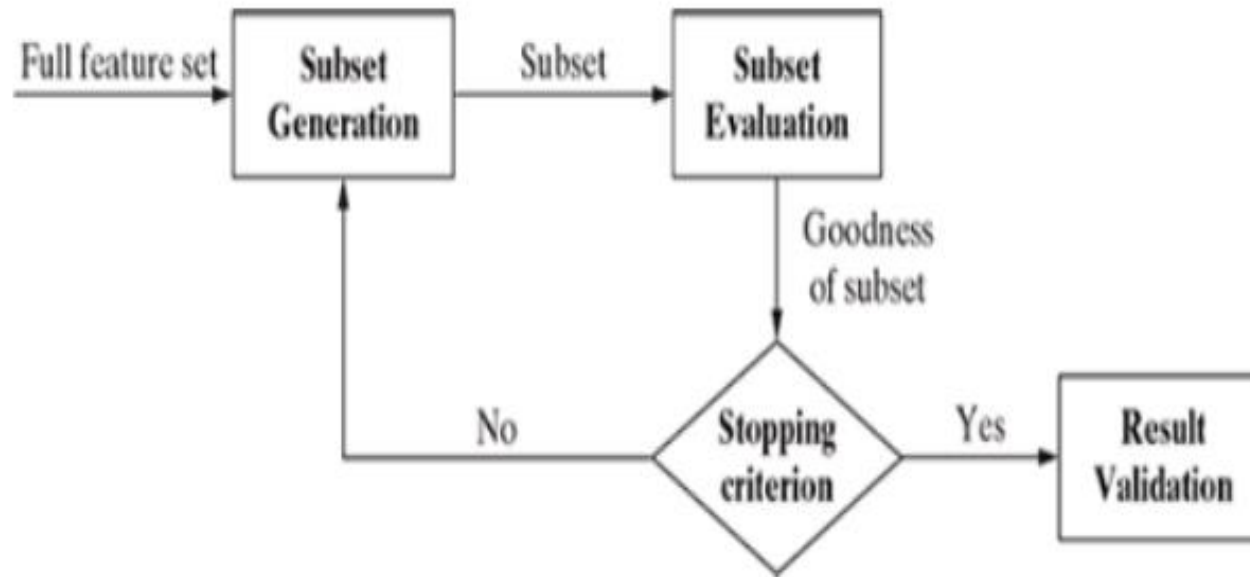 Full feature set
Subset
Generation
Subset
Subset
Evaluation
Goodness
of subset
No
Stopping
criterion
Yes
Result
Validation